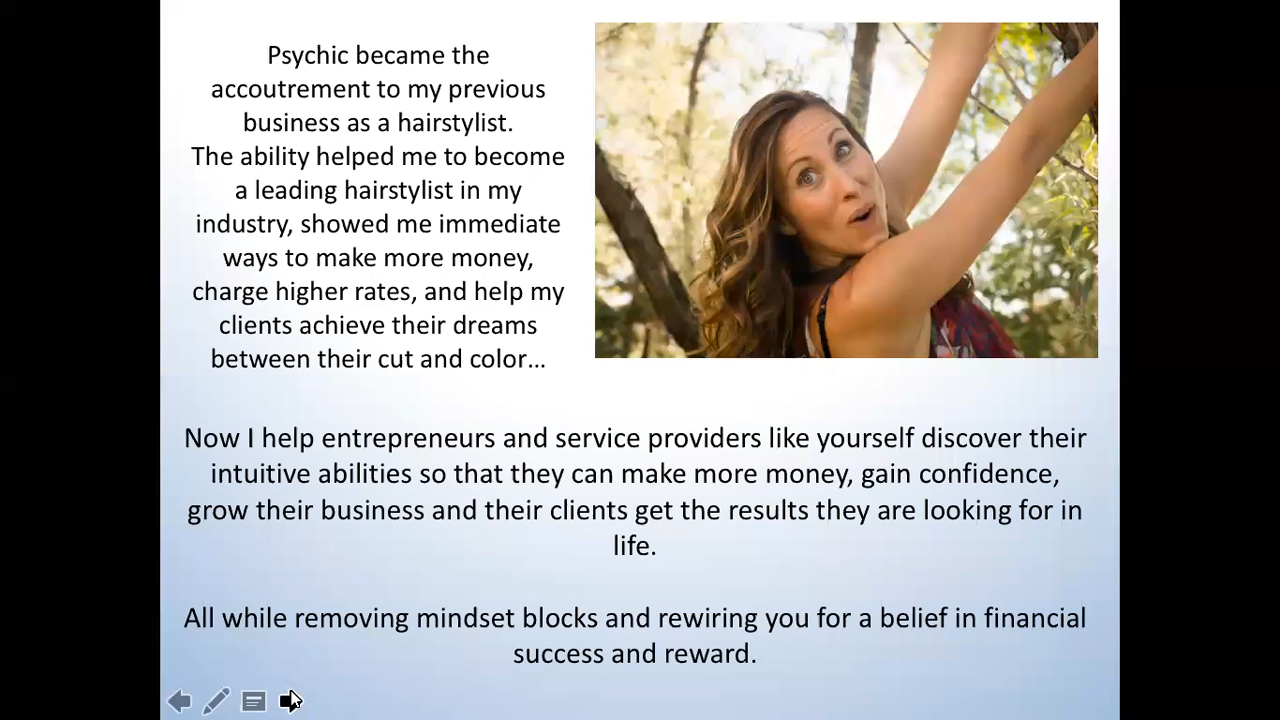 Psychic became the
accoutrement to my previous
business as a hairstylist.
The ability helped me to become
a leading hairstylist in my
industry, showed me immediate
ways to make more money,
charge higher rates, and help my
clients achieve their dreams
between their cut and color…
Now I help entrepreneurs and service providers like yourself discover their
intuitive abilities so that they can make more money, gain confidence,
grow their business and their clients get the results they are looking for in
life.
All while removing mindset blocks and rewiring you for a belief in financial
success and reward.